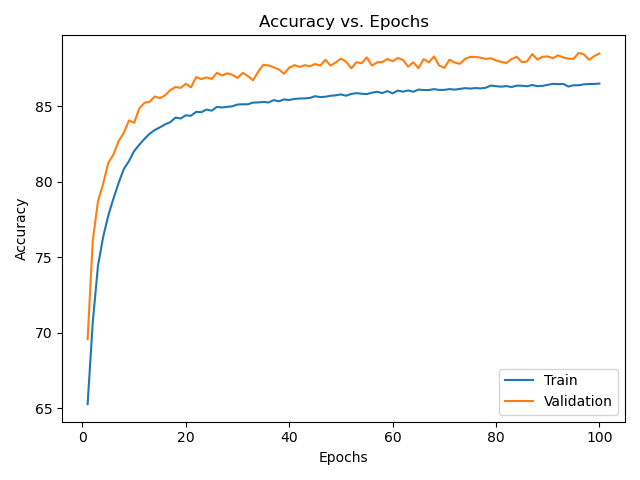 Accuracy vs. Epochs
Accuracy
85
80
75
70
65
0 20 40 60 80 100
Epochs
Train
Validation